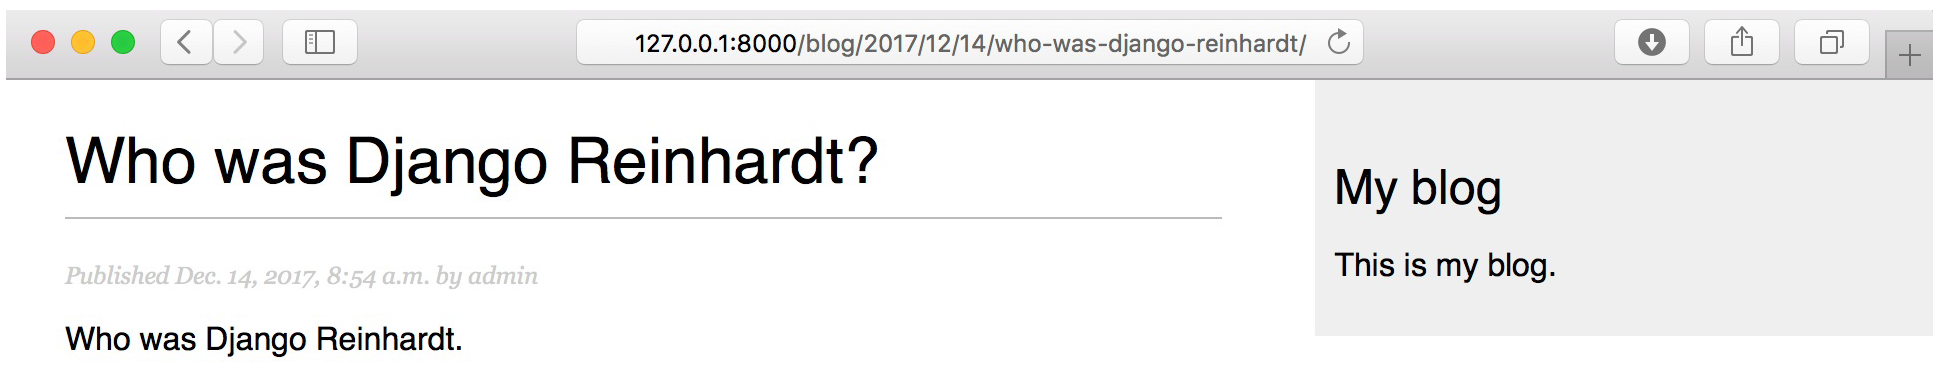 127.0.0.1:8000/blog/2017/12/14/who-was-django-reinhardt/
Who was Django Reinhardt?
Published Dec. 14, 2017, 8:54 a.m. by admin
Who was Django Reinhardt.
My blog
This is my blog.